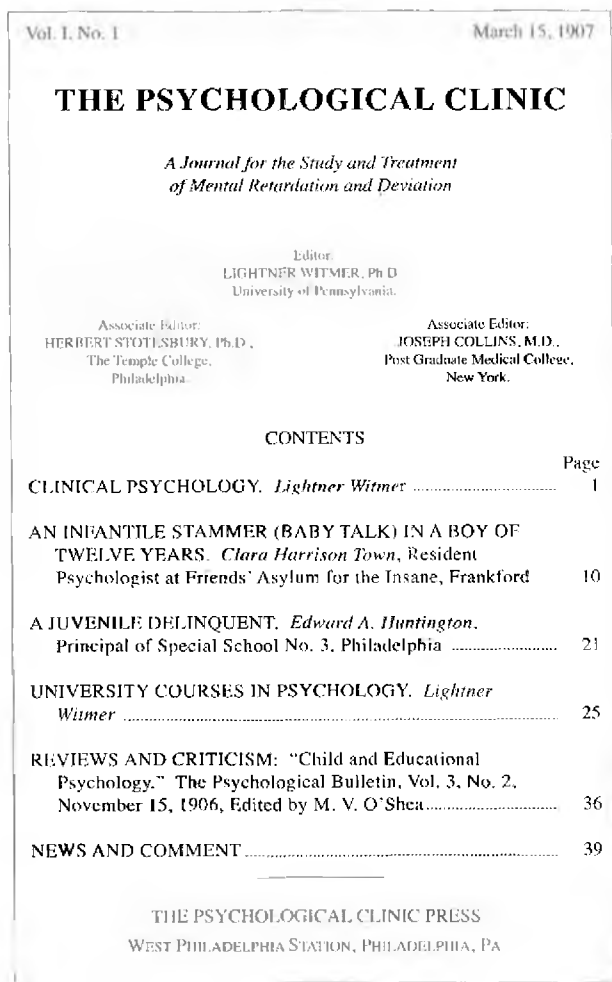 Vol. I, No. 1 March 15, 1907
THE PSYCHOLOGICAL CLINIC
A Journal for the Study and Treatment
of Mental Retardation and Deviation
Editor:
LIGHTNER WITMER, Ph D
University of Pennsylvania.
Associate Editor:
HERBERT STOTESBURY, Ph.D.,
The Temple College,
Philadelphia.
Associate Editor:
JOSEPH COLLINS, M.D.,
Post Graduate Medical College,
New York.
CONTENTS
Page
CLINICAL PSYCHOLOGY. Lightner Witmer 1
AN INFANTILE STAMMER (BABY TALK) IN A BOY OF
TWELVE YEARS. Clara Harrison Town, Resident
Psychologist at Friends' Asylum for the Insane, Frankford 10
A JUVENILE DELINQUENT. Edward A. Huntington,
Principal of Special School No. 3, Philadelphia 21
UNIVERSITY COURSES IN PSYCHOLOGY. Lightner
Witmer 25
REVIEWS AND CRITICISM: "Child and Educational
Psychology." The Psychological Bulletin, Vol. 3, No. 2,
November 15, 1906, Edited by M. V. O'Shea 36
NEWS AND COMMENT 39
THE PSYCHOLOGICAL CLINIC PRESS
WEST PHILADELPHIA STATION, PHILADELPHIA, PA